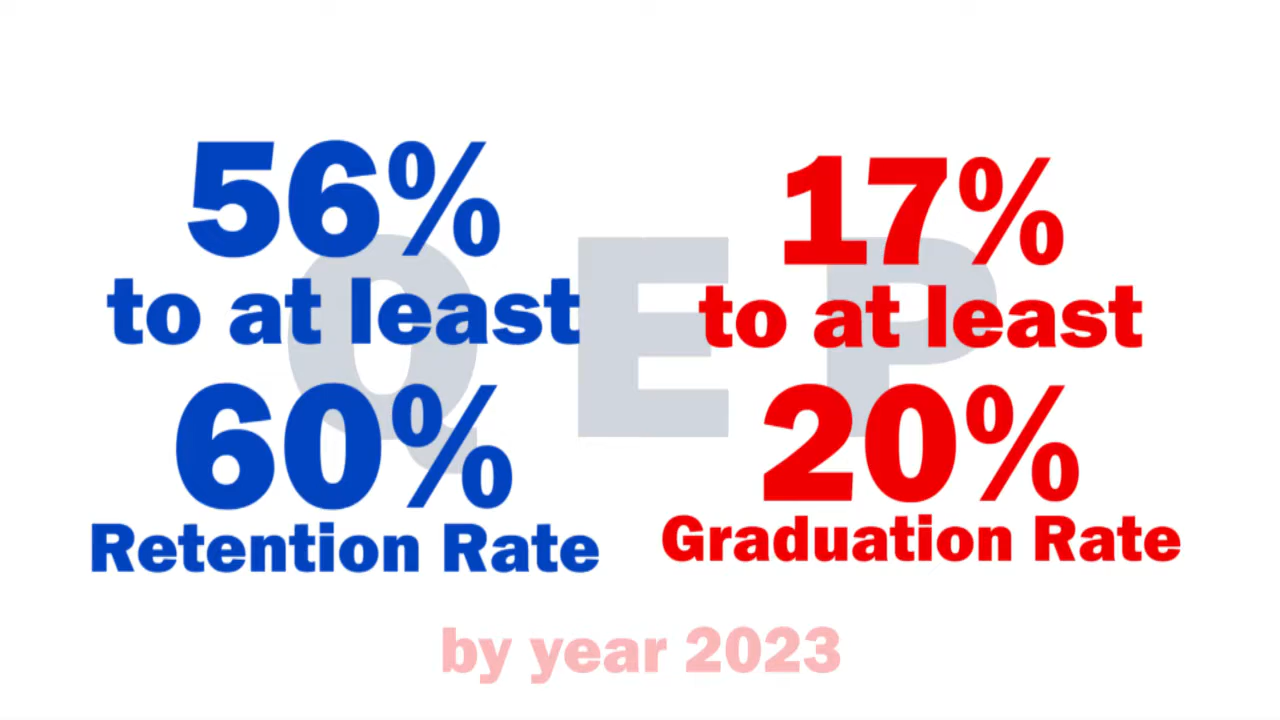 56%
to at least
60%
Retention Rate
17%
to at least
20%
Graduation Rate
QEP
by year 2023